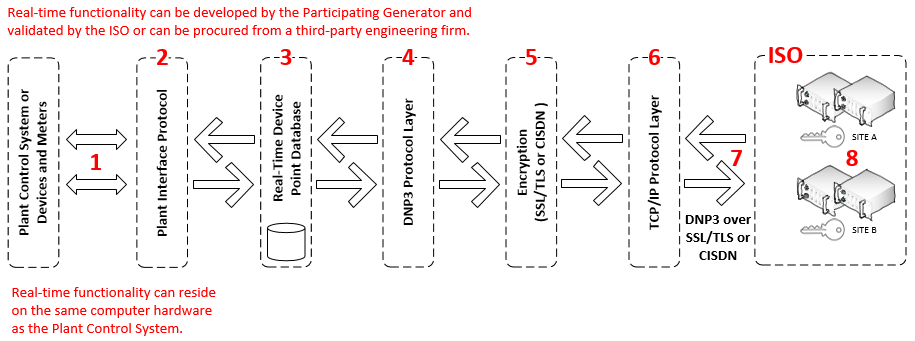 Real-time functionality can be developed by the Participating Generator and
validated by the ISO or can be procured from a third-party engineering firm.
Plant Control System or
Devices and Meters
1
2
Plant Interface Protocol
3
Real-Time Device
Point Database
4
DNP3 Protocol Layer
5
Encryption
(SSL/TLS or CISDN )
6
TCP/IP Protocol Layer
7
DNP3 over
SSL/TLS or
CISDN
ISO
SITE A
8
SITE B
Real-time functionality can reside
on the same computer hardware
as the Plant Control System.